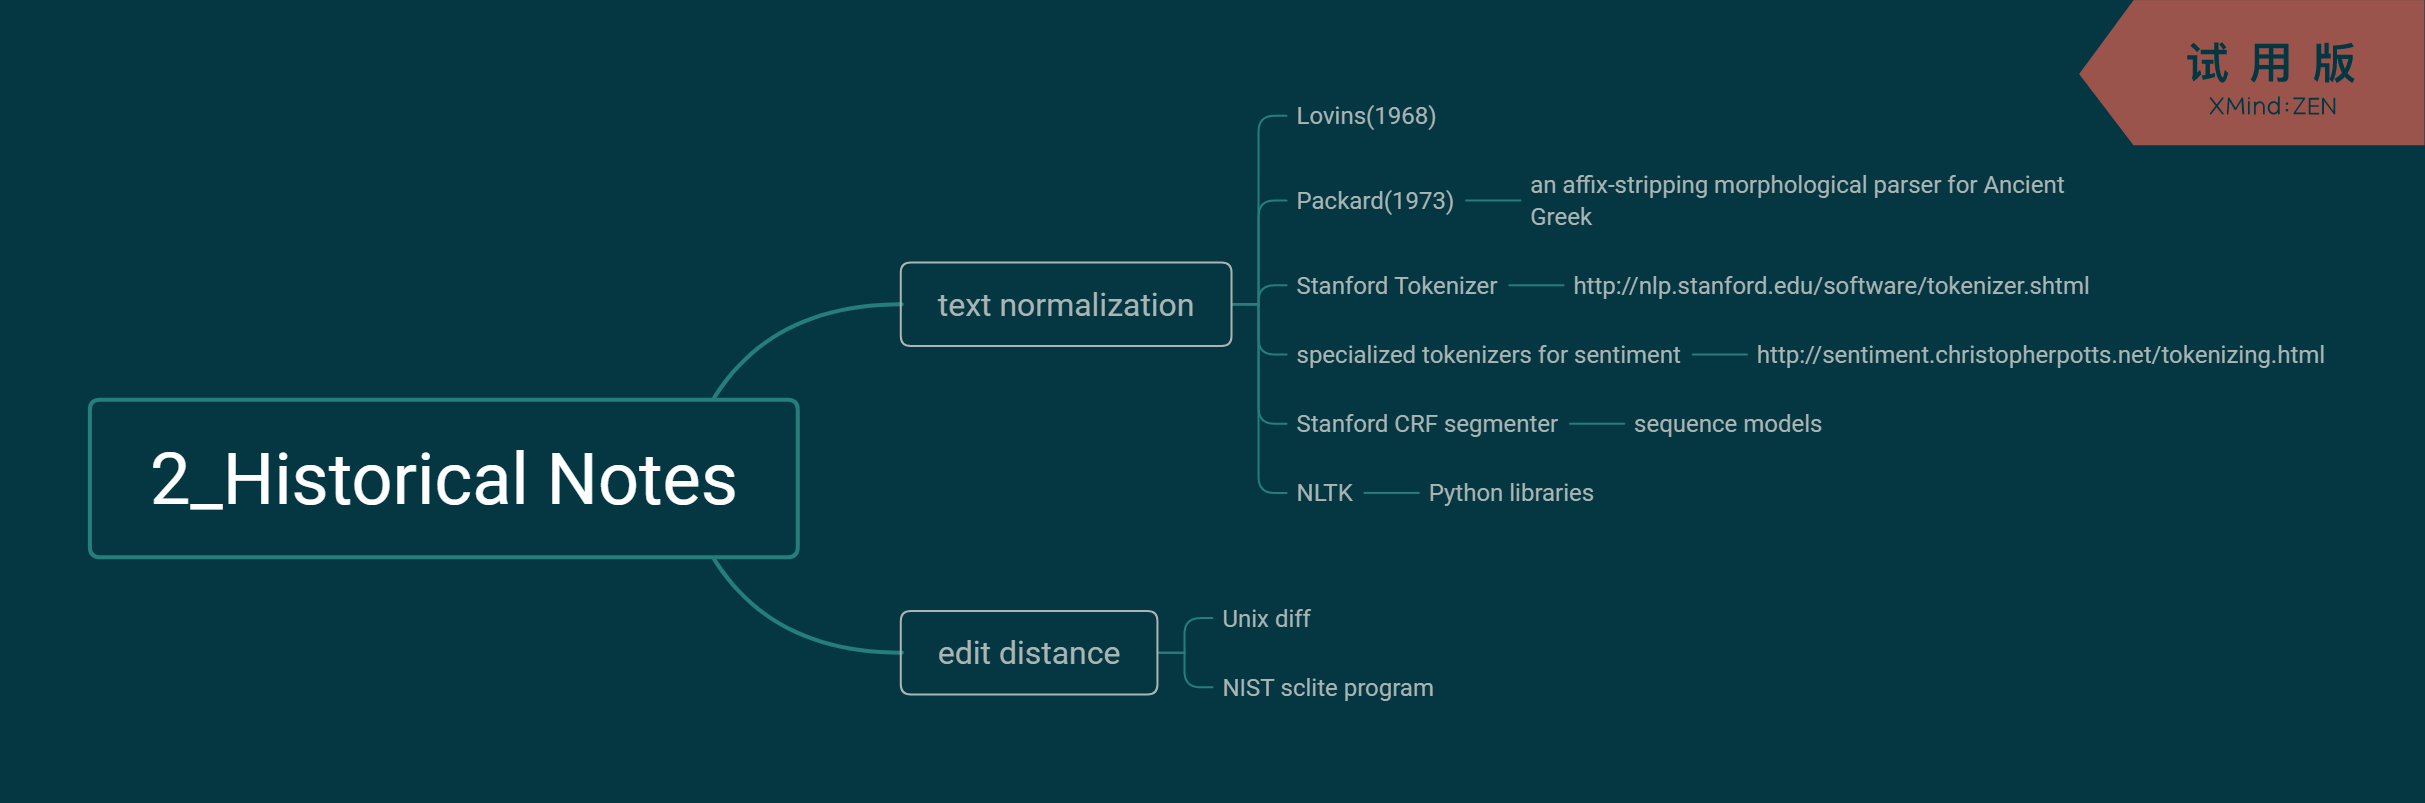 试用版
XMind:ZEN
Lovins(1968)
Packard(1973)
an affix-stripping morphological parser for Ancient
Greek
Stanford Tokenizer
http://nlp.stanford.edu/software/tokenizer.shtml
text normalization
specialized tokenizers for sentiment
http://sentiment.christopherpotts.net/tokenizing.html
Stanford CRF segmenter
sequence models
2_Historical Notes
NLTK
Python libraries
Unix diff
edit distance
NIST sclite program